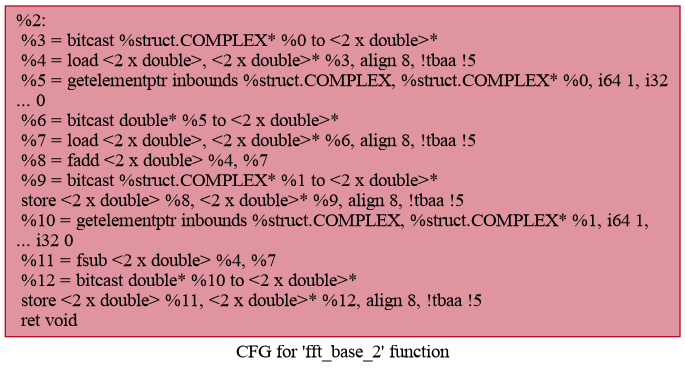 %2:
%3 = bitcast %struct.COMPLEX* %0 to <2 x double>*
%4 = load <2 x double>, <2 x double>* %3, align 8, !tbaa !5
%5 = getelementptr inbounds %struct.COMPLEX, %struct.COMPLEX* %0, i64 1, i32
... 0
%6 = bitcast double* %5 to <2 x double>*
%7 = load <2 x double>, <2 x double>* %6, align 8, !tbaa !5
%8 = fadd <2 x double> %4, %7
%9 = bitcast %struct.COMPLEX* %1 to <2 x double>*
store <2 x double> %8, <2 x double>* %9, align 8, !tbaa !5
%10 = getelementptr inbounds %struct.COMPLEX, %struct.COMPLEX* %1, i64 1,
... i32 0
%11 = fsub <2 x double> %4, %7
%12 = bitcast double* %10 to <2 x double>*
store <2 x double> %11, <2 x double>* %12, align 8, !tbaa !5
ret void
CFG for 'fft_base_2' function